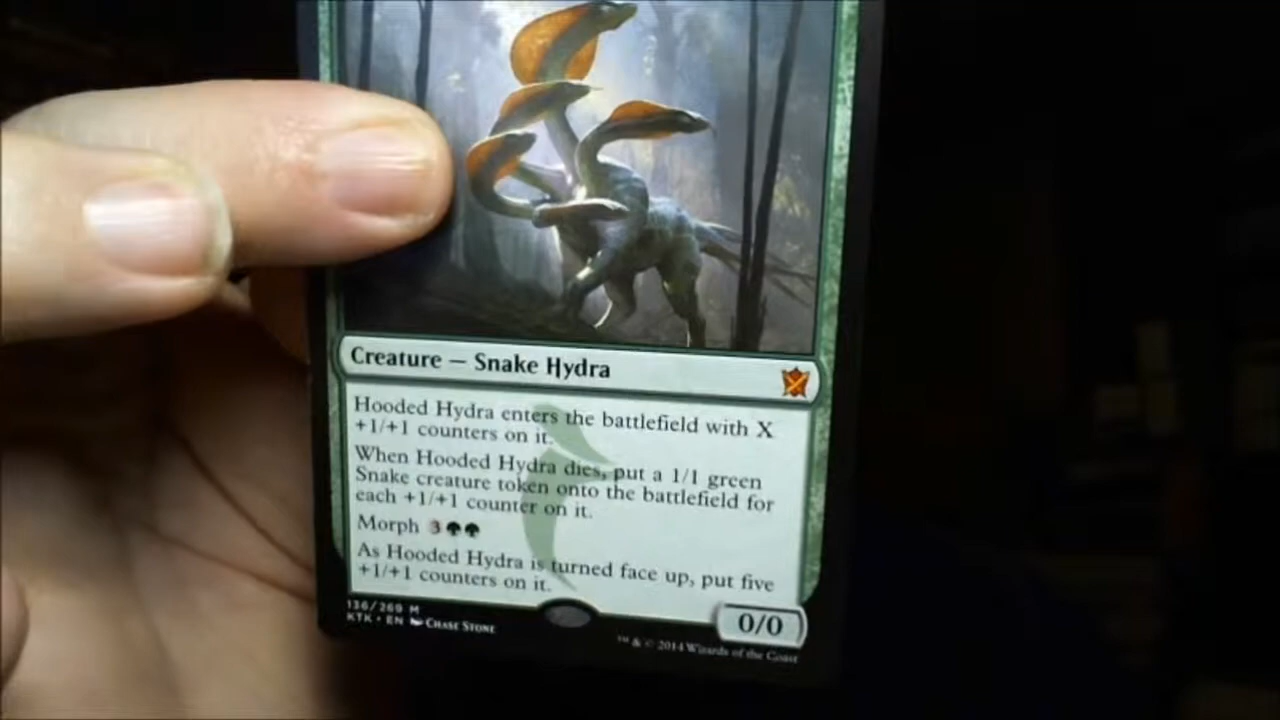 Creature — Snake Hydra
Hooded Hydra enters the battlefield with X
+1/+1 counters on it.
When Hooded Hydra dies, put a 1/1 green
Snake creature token onto the battlefield for
each +1/+1 counter on it.
Morph 3
As Hooded Hydra is turned face up, put five
+1/+1 counters on it.
0/0
136/269 M
KTK • EN CHASE STONE
™ & © 2014 Wizards of the Coast